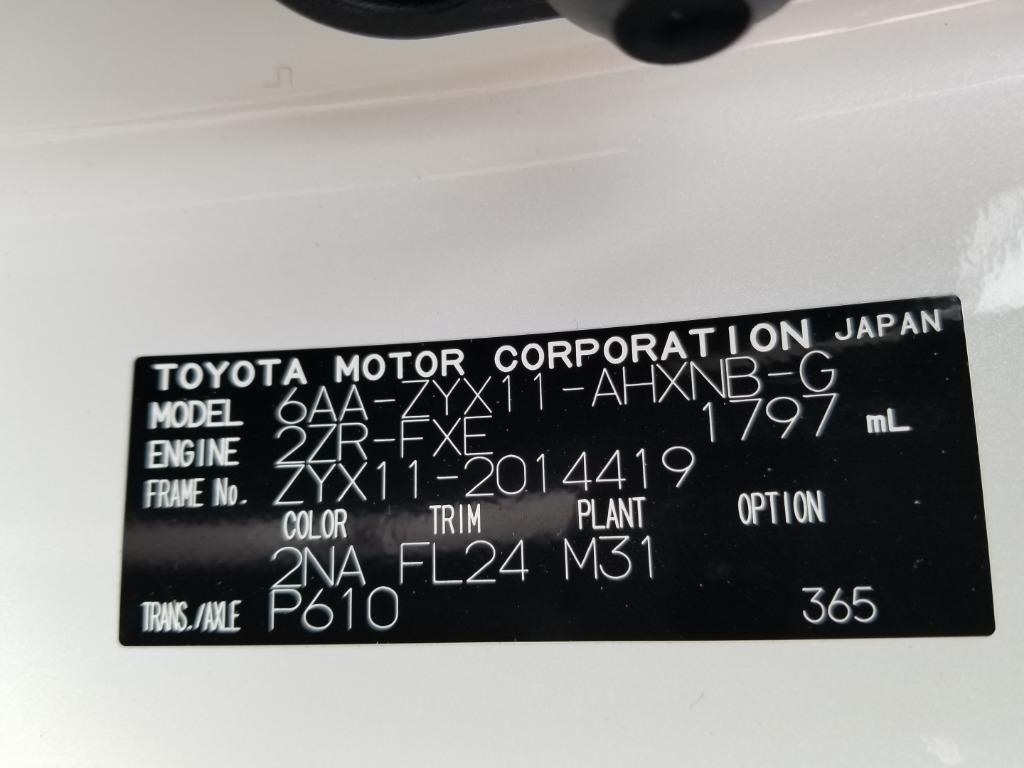 TOYOTA MOTOR CORPORATION JAPAN
MODEL 6AA-ZYX11-AHXNB-G
ENGINE 2ZR-FXE 1797 mL
FRAME No. ZYX11-2014419
COLOR TRIM PLANT OPTION
2NA FL24 M31
TRANS./AXLE P610 365